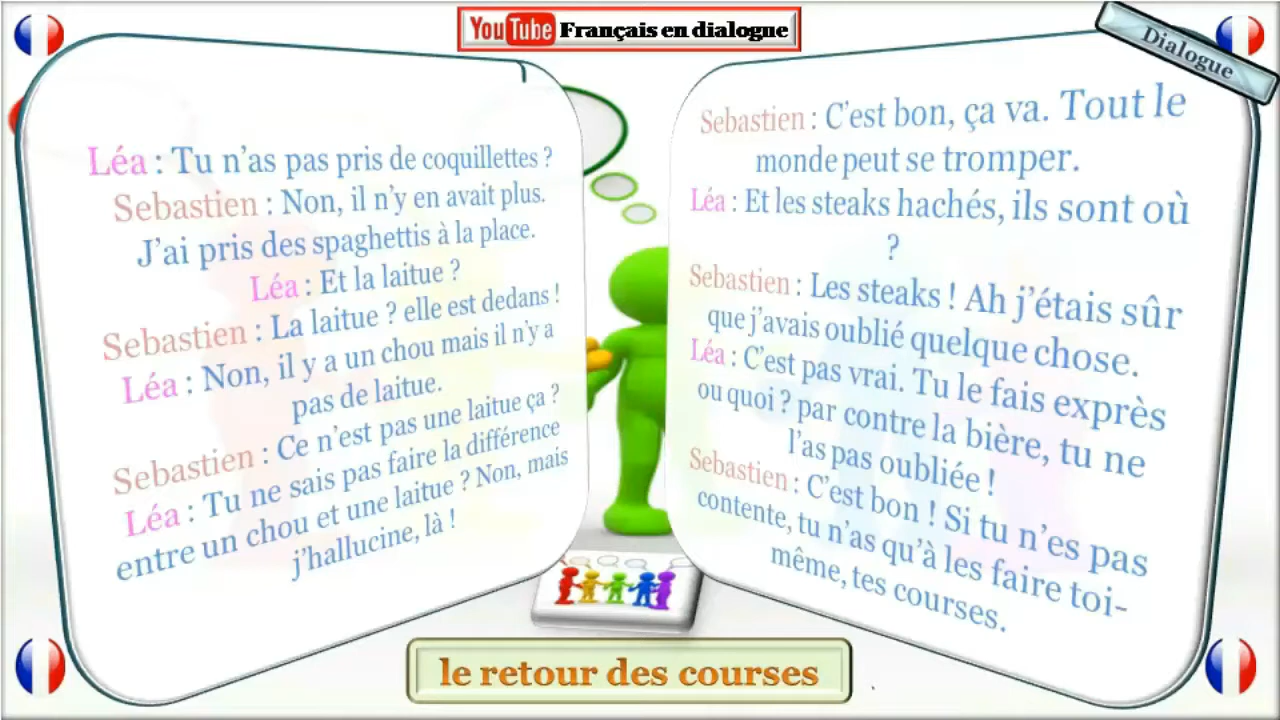 YouTube Français en dialogue
Dialogue
Léa : Tu n'as pas pris de coquillettes ?
Sebastien : Non, il n'y en avait plus.
J'ai pris des spaghettis à la place.
Léa : Et la laitue ?
Sebastien : La laitue ? elle est dedans !
Léa : Non, il y a un chou mais il n'y a
pas de laitue.
Sebastien : Ce n'est pas une laitue ça ?
Léa : Tu ne sais pas faire la différence
entre un chou et une laitue ? Non, mais
j'hallucine, là !
Sebastien : C'est bon, ça va. Tout le
monde peut se tromper.
Léa : Et les steaks hachés, ils sont où
?
Sebastien : Les steaks ! Ah j'étais sûr
que j'avais oublié quelque chose.
Léa : C'est pas vrai. Tu le fais exprès
ou quoi ? par contre la bière, tu ne
l'as pas oubliée !
Sebastien : C'est bon ! Si tu n'es pas
contente, tu n'as qu'à les faire toi-
même, tes courses.
le retour des courses